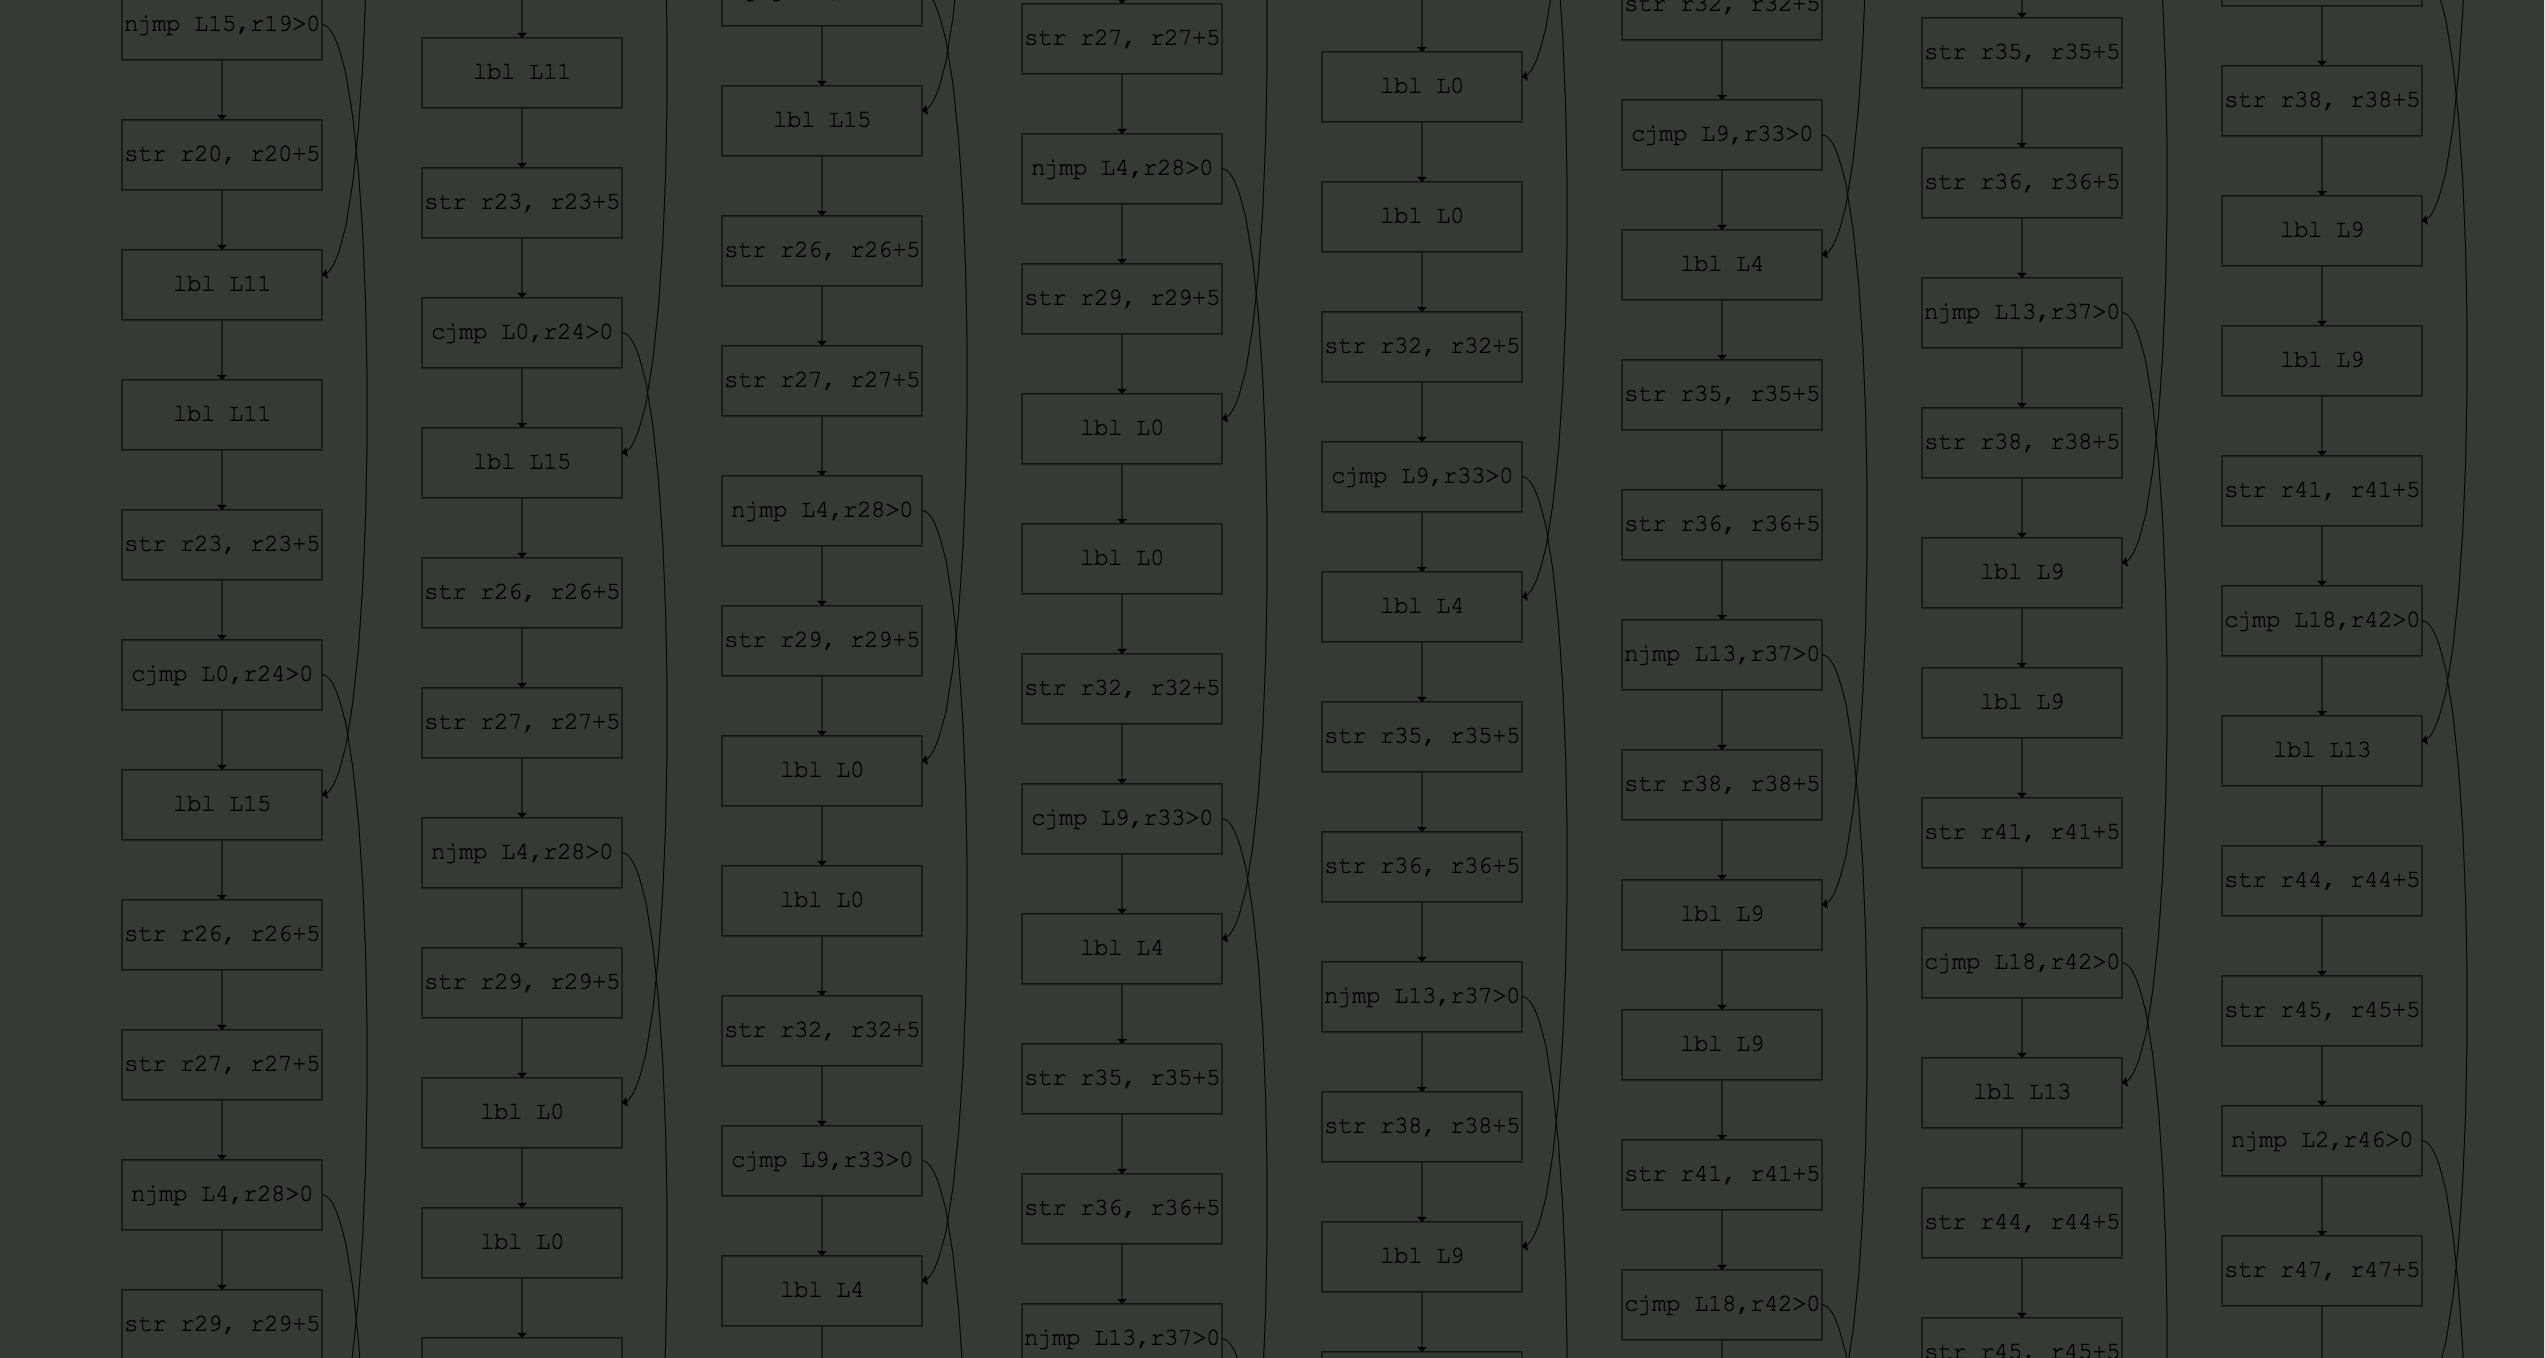 njmp L15,r19>0
str r20, r20+5
lbl L11
lbl L11
str r23, r23+5
cjmp L0,r24>0
lbl L15
str r26, r26+5
str r27, r27+5
njmp L4,r28>0
str r29, r29+5
lbl L11
str r23, r23+5
cjmp L0,r24>0
lbl L15
str r26, r26+5
str r27, r27+5
njmp L4,r28>0
str r29, r29+5
lbl L0
lbl L0
lbl L15
str r26, r26+5
str r27, r27+5
njmp L4,r28>0
str r29, r29+5
lbl L0
lbl L0
str r32, r32+5
cjmp L9,r33>0
lbl L4
str r27, r27+5
njmp L4,r28>0
str r29, r29+5
lbl L0
lbl L0
str r32, r32+5
cjmp L9,r33>0
lbl L4
str r35, r35+5
str r36, r36+5
njmp L13,r37>0
lbl L0
lbl L0
str r32, r32+5
cjmp L9,r33>0
lbl L4
str r35, r35+5
str r36, r36+5
njmp L13,r37>0
str r38, r38+5
lbl L9
str r32, r32+5
cjmp L9,r33>0
lbl L4
str r35, r35+5
str r36, r36+5
njmp L13,r37>0
str r38, r38+5
lbl L9
lbl L9
str r41, r41+5
cjmp L18,r42>0
str r35, r35+5
str r36, r36+5
njmp L13,r37>0
str r38, r38+5
lbl L9
lbl L9
str r41, r41+5
cjmp L18,r42>0
lbl L13
str r44, r44+5
str r45, r45+5
str r38, r38+5
lbl L9
lbl L9
str r41, r41+5
cjmp L18,r42>0
lbl L13
str r44, r44+5
str r45, r45+5
njmp L2,r46>0
str r47, r47+5